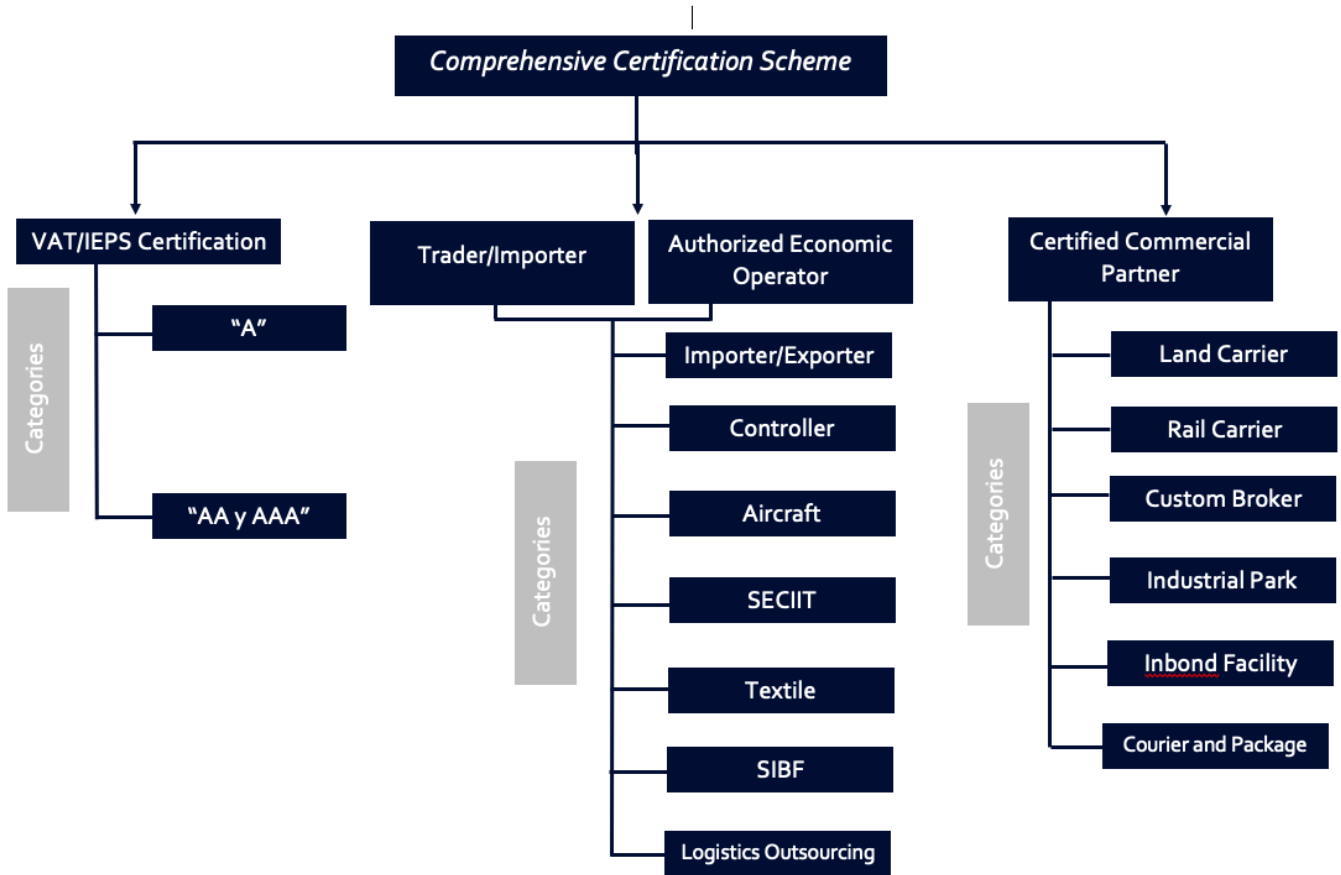 Comprehensive Certification Scheme
VAT/IEPS Certification
Categories
“A”
“AA y AAA”
Trader/Importer
Authorized Economic
Operator
Categories
Importer/Exporter
Controller
Aircraft
SECIIT
Textile
SIBF
Logistics Outsourcing
Certified Commercial
Partner
Categories
Land Carrier
Rail Carrier
Custom Broker
Industrial Park
Inbond Facility
Courier and Package